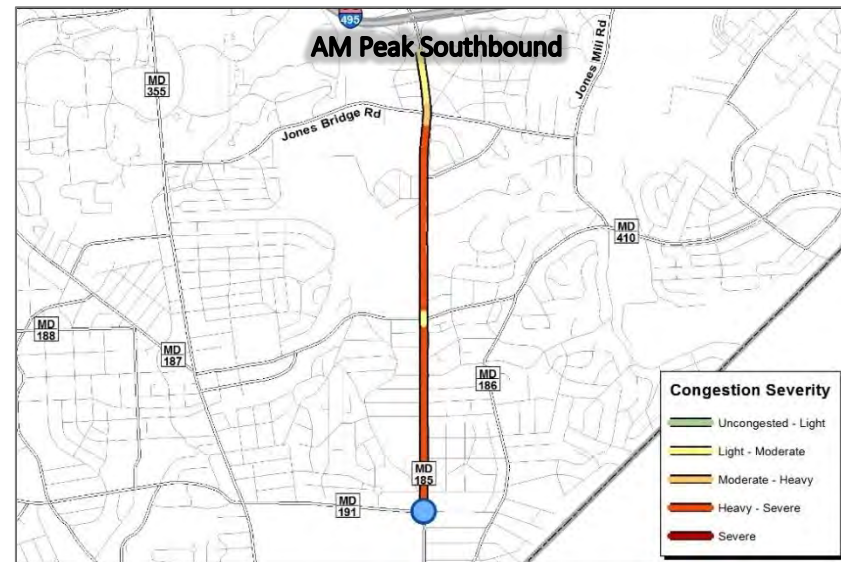 495
AM Peak Southbound
MD
355
Jones Mill Rd
Jones Bridge Rd
MD
410
MD
188
MD
187
MD
186
MD
185
MD
191
Congestion Severity
Uncongested - Light
Light - Moderate
Moderate - Heavy
Heavy - Severe
Severe